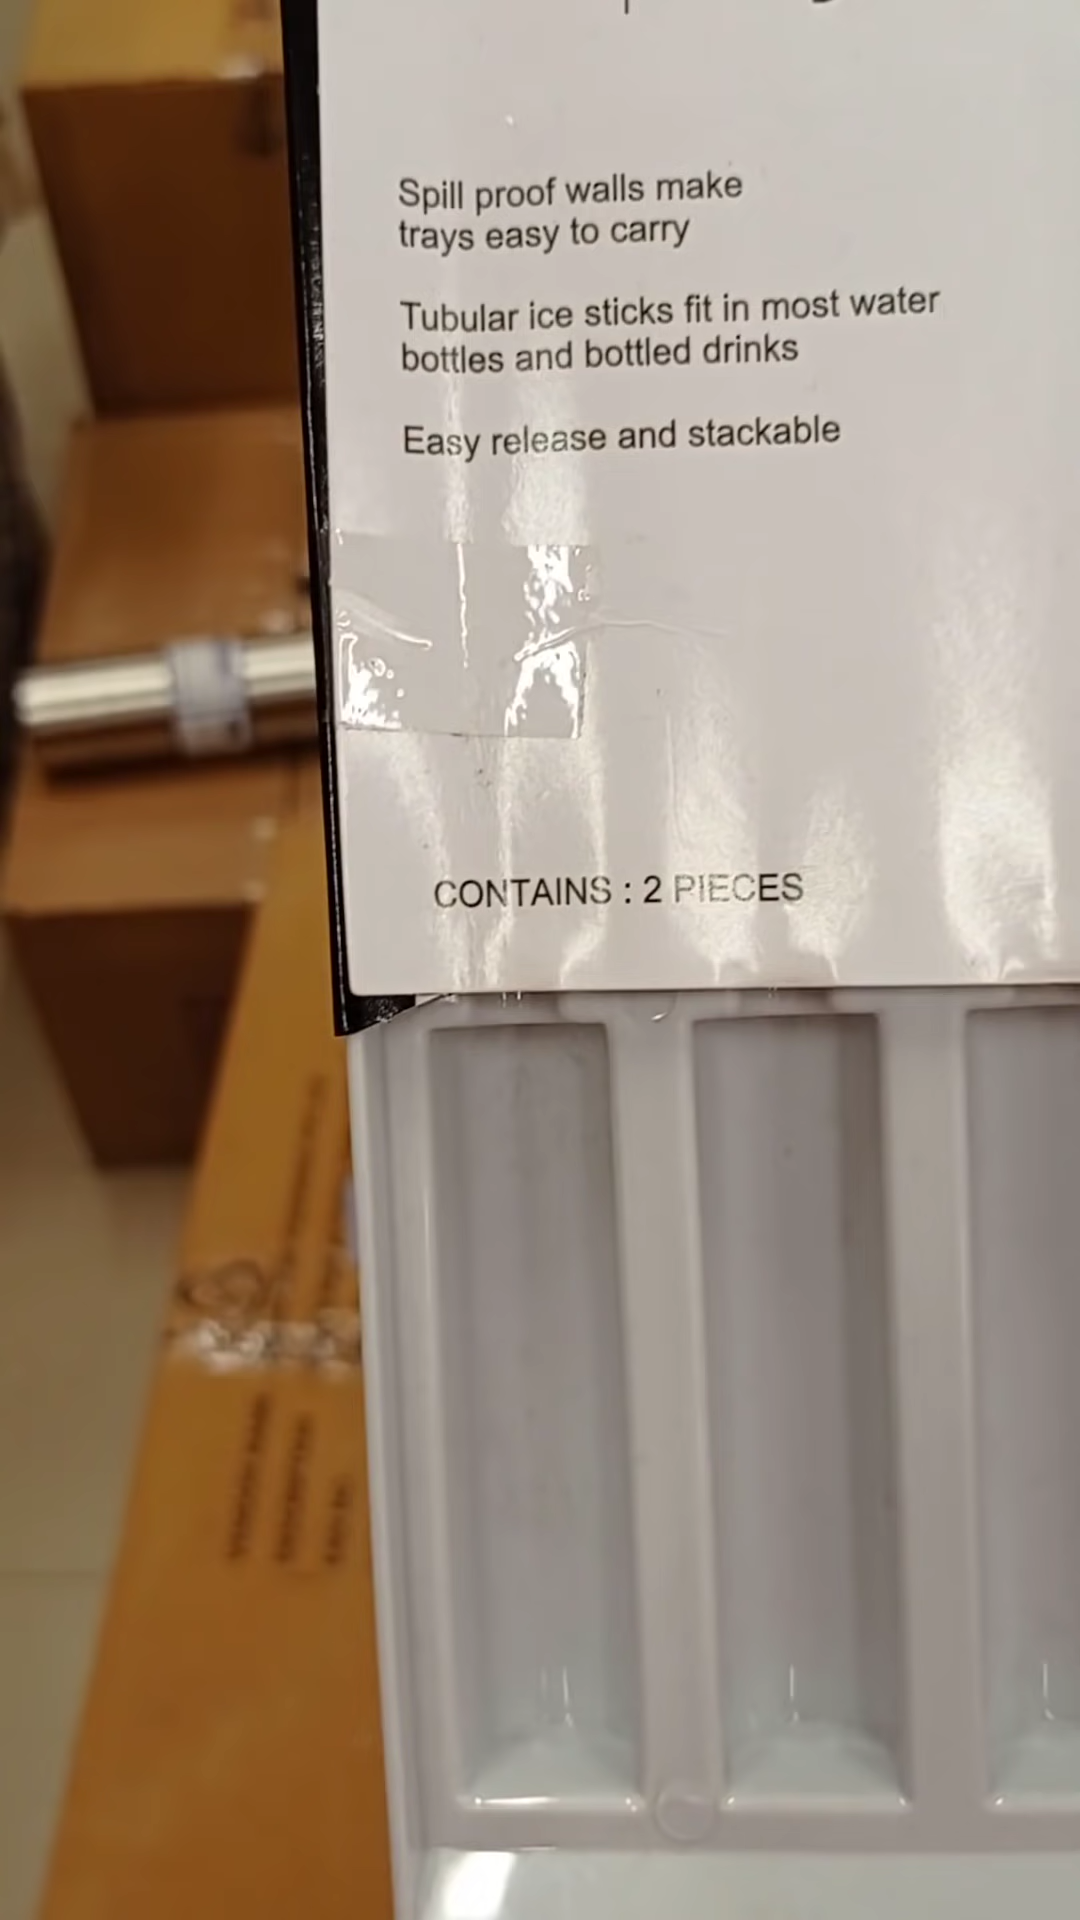 Spill proof walls make
trays easy to carry
Tubular ice sticks fit in most water
bottles and bottled drinks
Easy release and stackable
CONTAINS : 2 PIECES